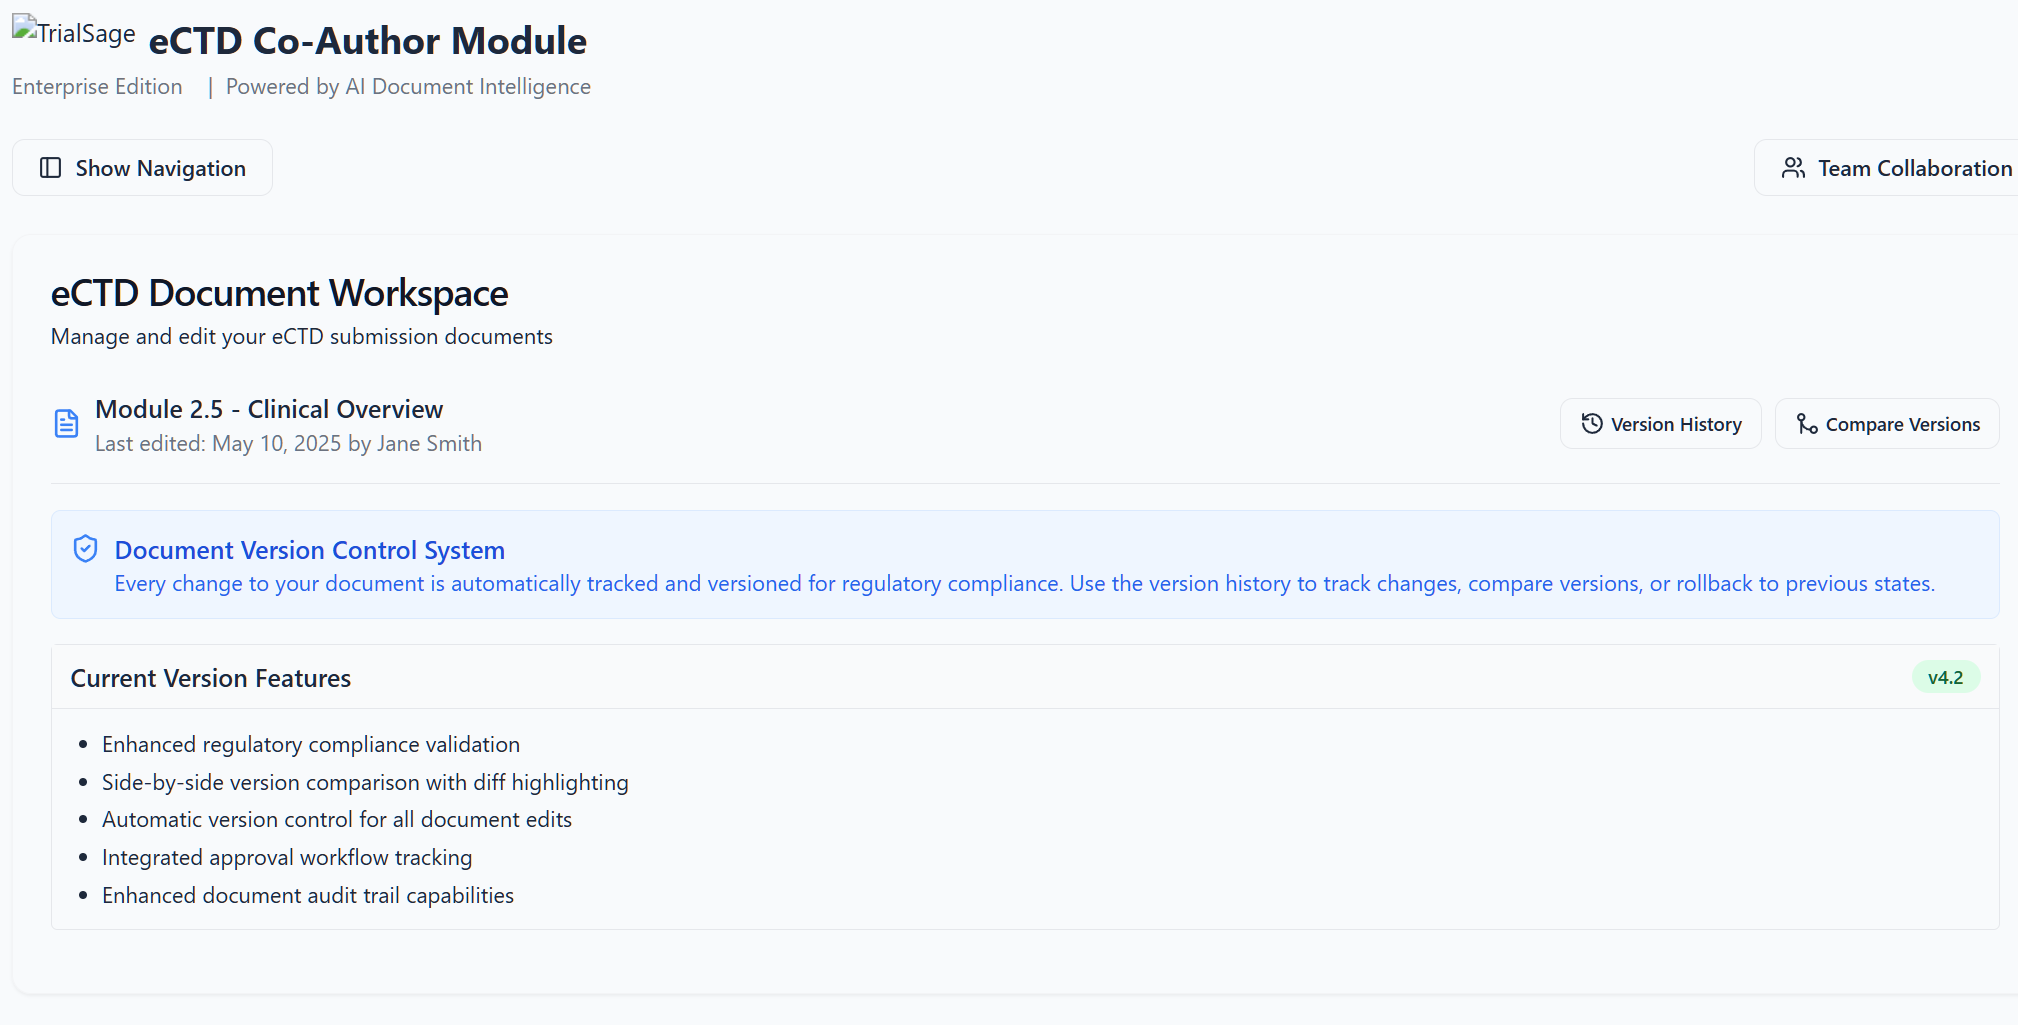 TrialSage eCTD Co-Author Module
Enterprise Edition | Powered by AI Document Intelligence
Show Navigation
Team Collaboration
eCTD Document Workspace
Manage and edit your eCTD submission documents
Module 2.5 - Clinical Overview
Last edited: May 10, 2025 by Jane Smith
Version History
Compare Versions
Document Version Control System
Every change to your document is automatically tracked and versioned for regulatory compliance. Use the version history to track changes, compare versions, or rollback to previous states.
Current Version Features
v4.2
• Enhanced regulatory compliance validation
• Side-by-side version comparison with diff highlighting
• Automatic version control for all document edits
• Integrated approval workflow tracking
• Enhanced document audit trail capabilities